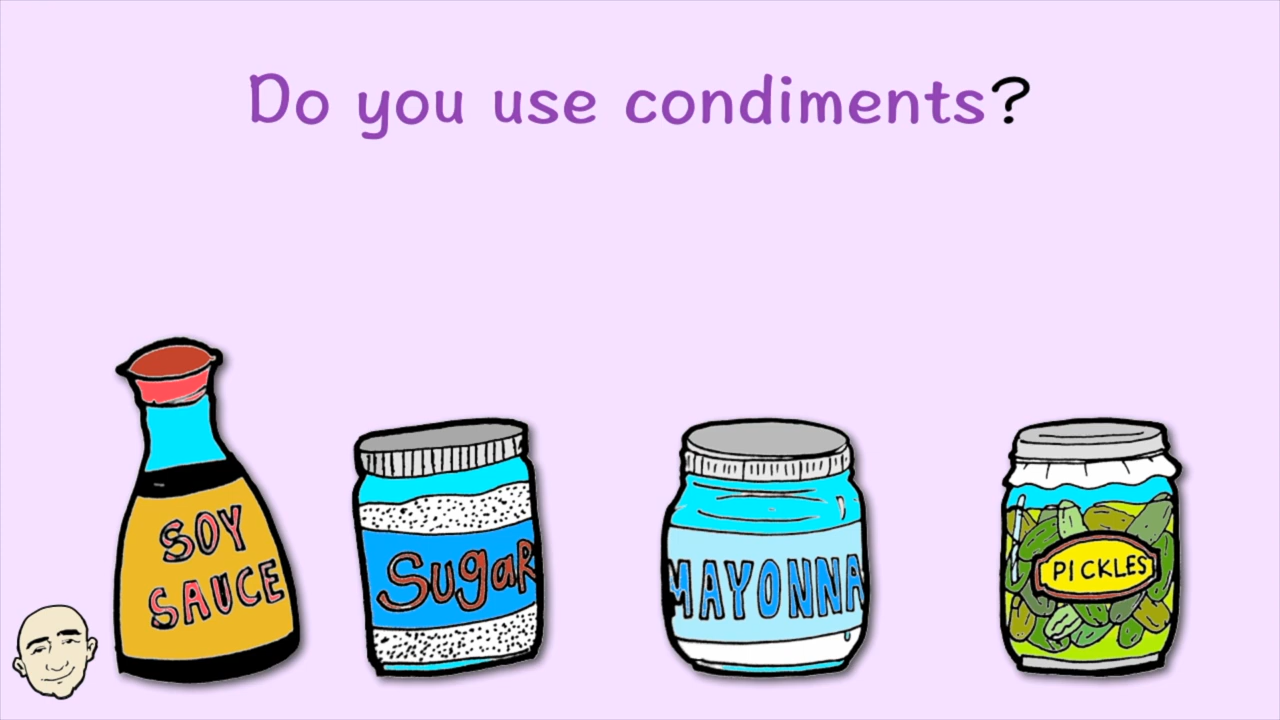 Do you use condiments?
SOY
SAUCE
Sugar
MAYONNA
PICKLES